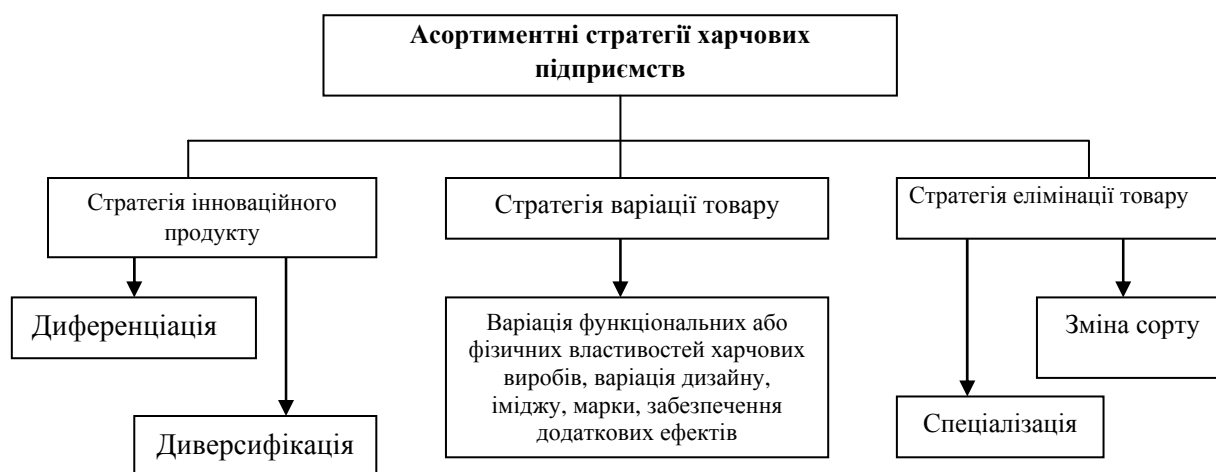 Асортиментні стратегії харчових
підприємств
Стратегія інноваційного
продукту
Стратегія варіації товару
Стратегія елімінації товару
Диференціація
Диверсифікація
Варіація функціональних або
фізичних властивостей харчових
виробів, варіація дизайну,
іміджу, марки, забезпечення
додаткових ефектів
Зміна сорту
Спеціалізація